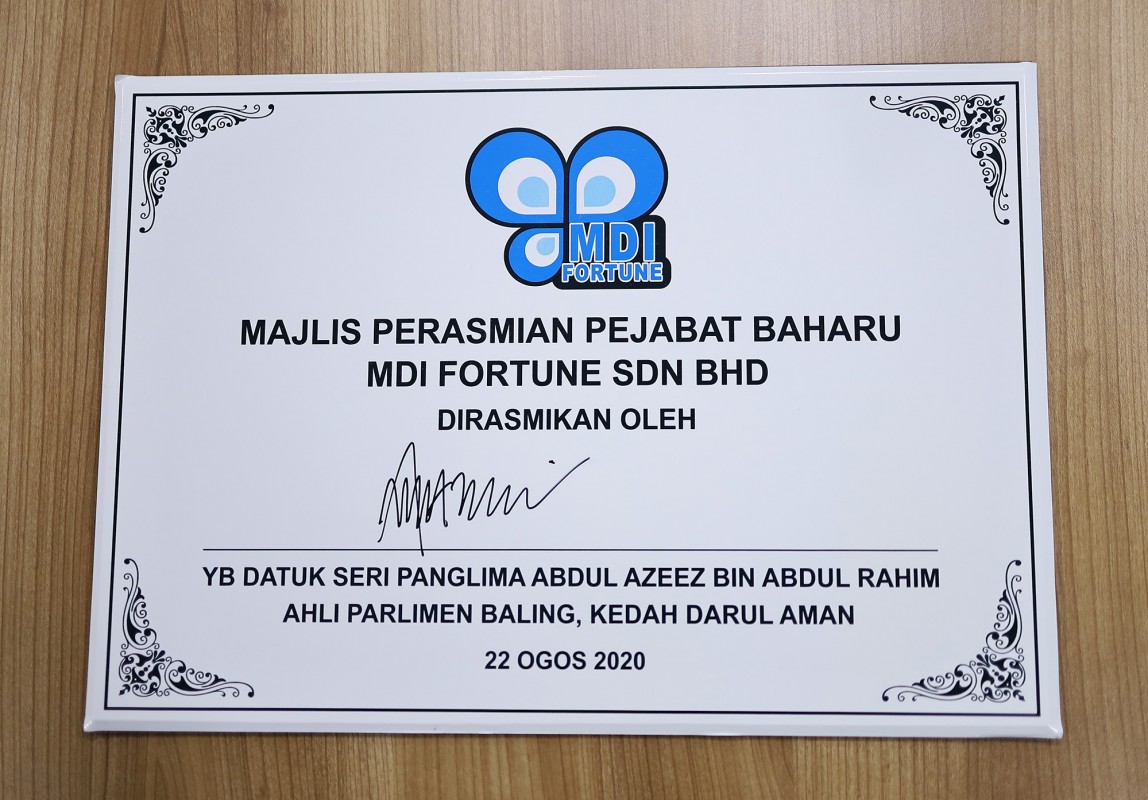 MDI
FORTUNE
MAJLIS PERASMIAN PEJABAT BAHARU
MDI FORTUNE SDN BHD
DIRASMIKAN OLEH
YB DATUK SERI PANGLIMA ABDUL AZEEZ BIN ABDUL RAHIM
AHLI PARLIMEN BALING, KEDAH DARUL AMAN
22 OGOS 2020